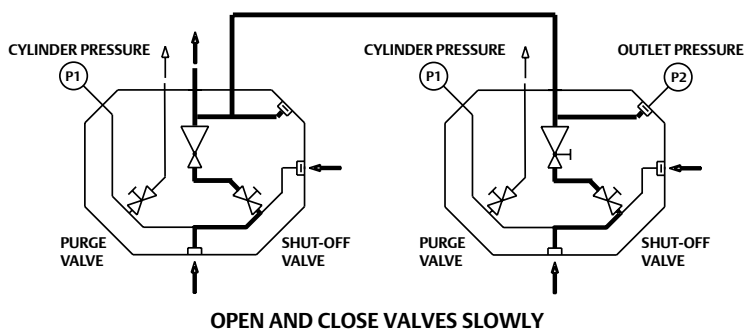 CYLINDER PRESSURE
P1
CYLINDER PRESSURE
P1
OUTLET PRESSURE
P2
PURGE
VALVE
SHUT-OFF
VALVE
PURGE
VALVE
SHUT-OFF
VALVE
OPEN AND CLOSE VALVES SLOWLY